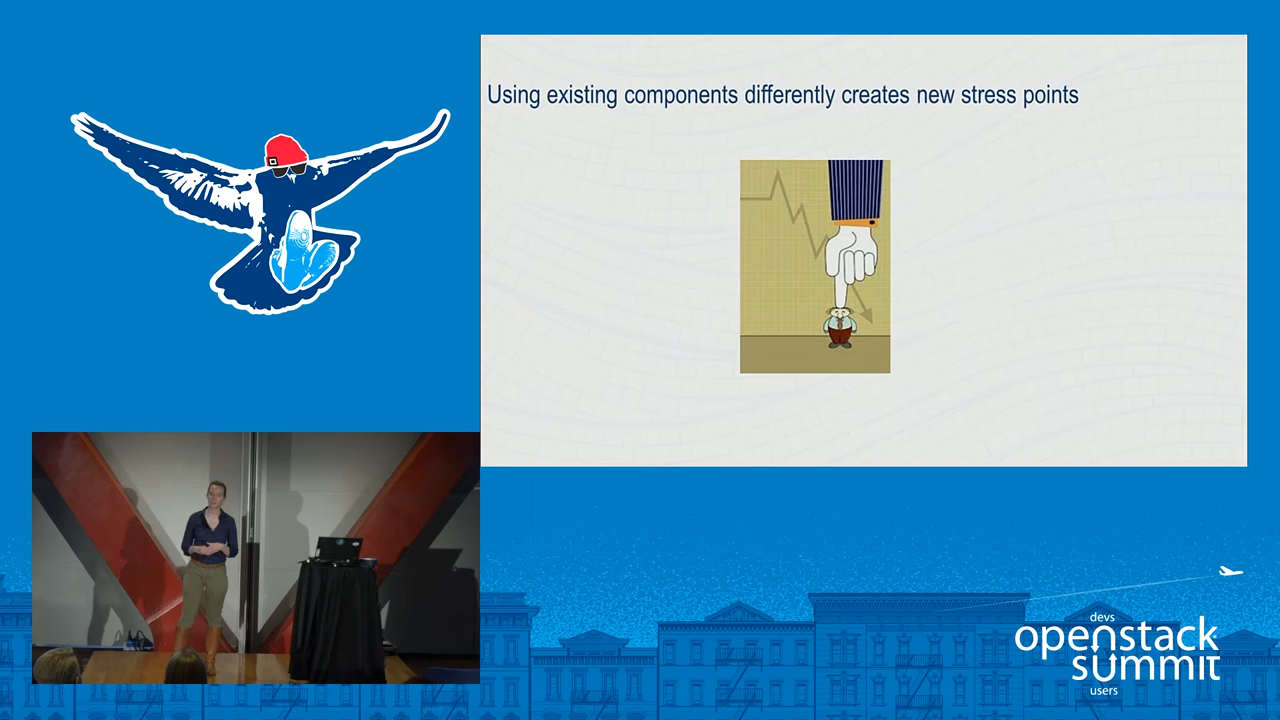 Using existing components differently creates new stress points
devs
openstack
summit
users